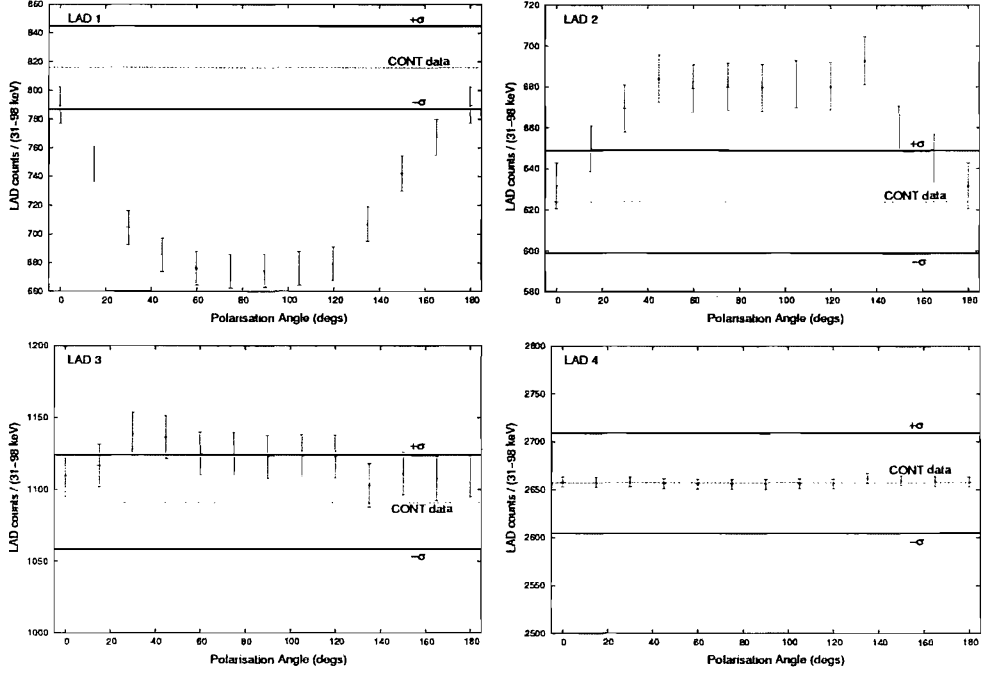 LAD 1
+σ
CONT data
−σ
LAD counts / (31−98 keV)
860
840
820
800
780
760
740
720
700
680
660
0 20 40 60 80 100 120 140 160 180
Polarisation Angle (degs)
LAD 2
+σ
CONT data
−σ
LAD counts / (31−98 keV)
720
700
680
660
640
620
600
580
0 20 40 60 80 100 120 140 160 180
Polarisation Angle (degs)
LAD 3
+σ
CONT data
−σ
LAD counts / (31−98 keV)
1200
1150
1100
1050
1000
0 20 40 60 80 100 120 140 160 180
Polarisation Angle (degs)
LAD 4
+σ
CONT data
−σ
LAD counts / (31−98 keV)
2800
2750
2700
2650
2600
2550
2500
0 20 40 60 80 100 120 140 160 180
Polarisation Angle (degs)